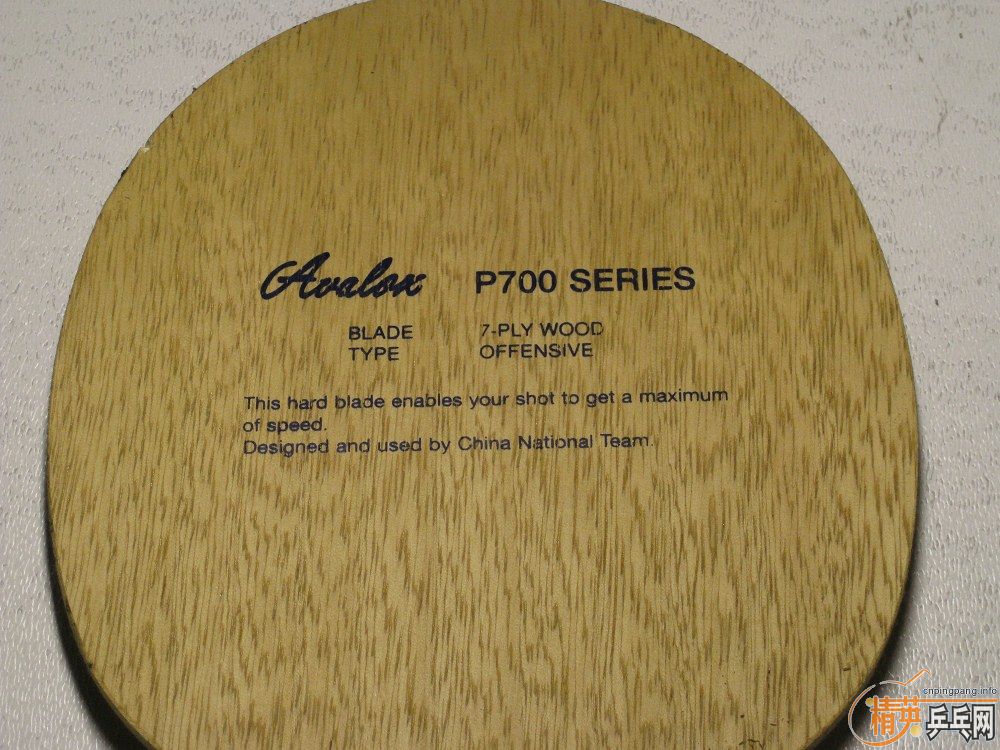 Avalox P700 SERIES
BLADE 7-PLY WOOD
TYPE OFFENSIVE
This hard blade enables your shot to get a maximum
of speed.
Designed and used by China National Team.
cnpingpang.info
精英乒乓网